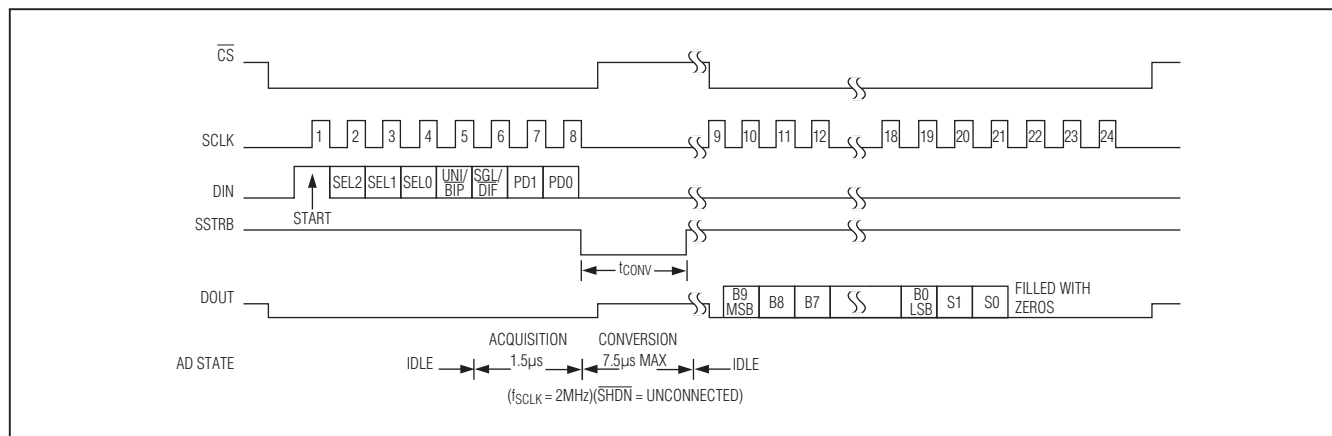 CS
SCLK
1 2 3 4 5 6 7 8 9 10 11 12 18 19 20 21 22 23 24
DIN
SEL2 SEL1 SEL0 UNI/BIP SGL/DIF PD1 PD0
START
SSTRB
tCONV
DOUT
B9 MSB B8 B7 B0 LSB S1 S0 FILLED WITH ZEROS
AD STATE
IDLE
ACQUISITION
1.5µs
CONVERSION
7.5µs MAX
IDLE
(fSCLK = 2MHz)(SHDN = UNCONNECTED)